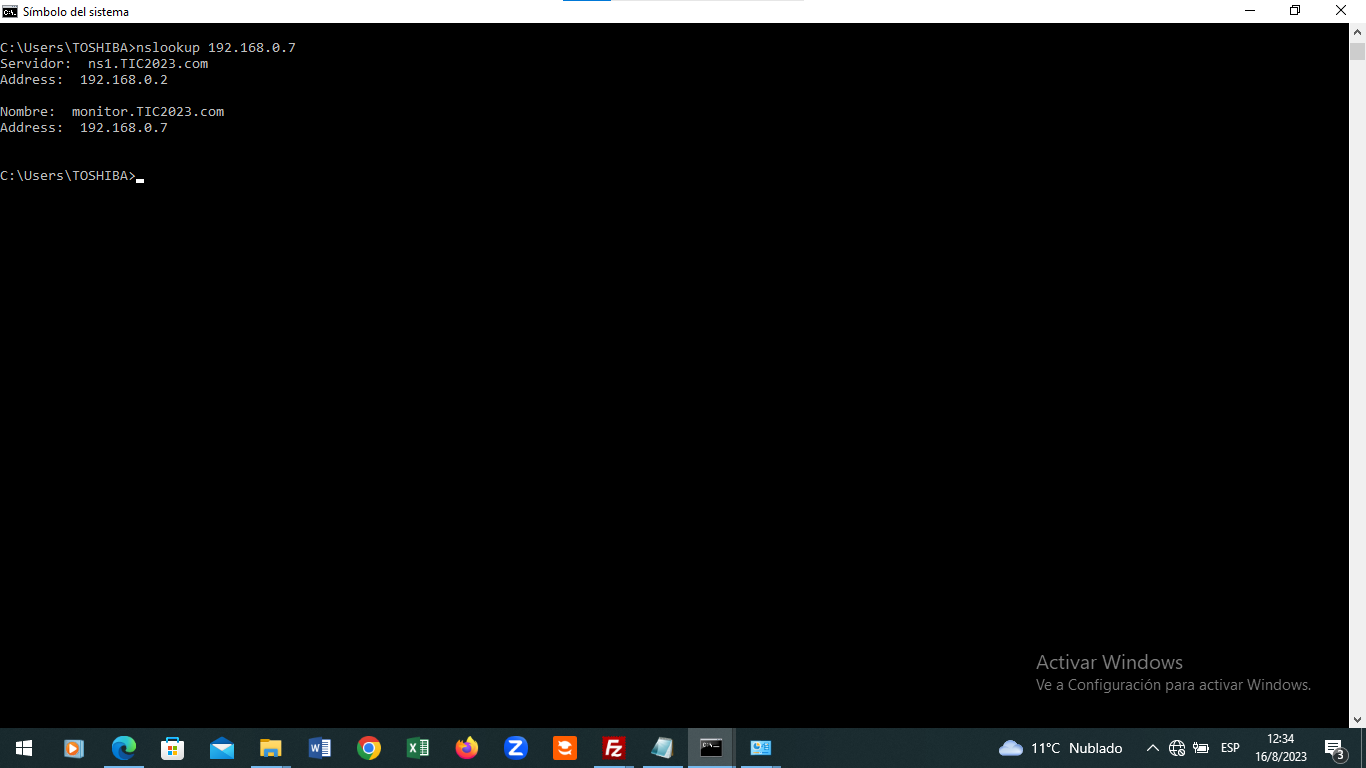 Símbolo del sistema
C:\Users\TOSHIBA>nslookup 192.168.0.7
Servidor:  ns1.TIC2023.com
Address:  192.168.0.2
Nombre:  monitor.TIC2023.com
Address:  192.168.0.7
C:\Users\TOSHIBA>
Activar Windows
Ve a Configuración para activar Windows.
11°C Nublado ESP 12:34
16/8/2023 3